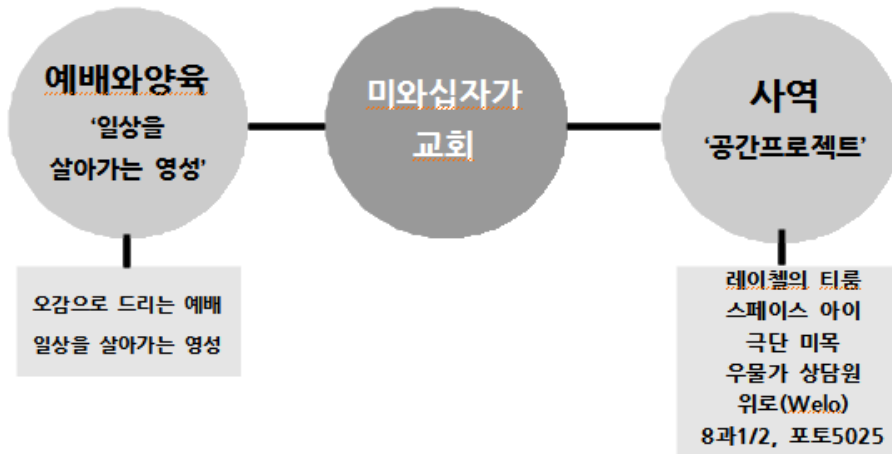 예배와양육
‘일상을
살아가는 영성’
오감으로 드리는 예배
일상을 살아가는 영성
미와십자가
교회
사역
‘공간프로젝트’
레이첼의 티룸
스페이스 아이
극단 미목
우물가 상담원
위로(Welo)
8과1/2, 포토5025